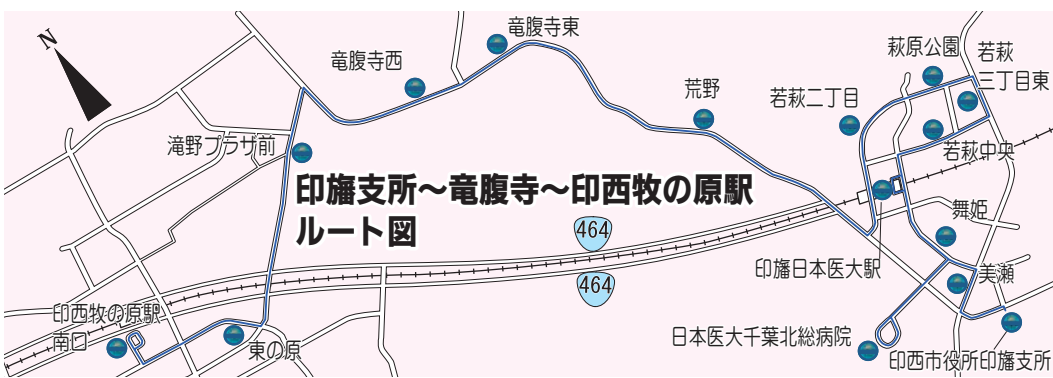 N
竜腹寺東
竜腹寺西
萩原公園
若萩
三丁目東
荒野
若萩二丁目
滝野プラザ前
若萩中央
印旛支所～竜腹寺～印西牧の原駅
ルート図
464
464
舞姫
印旛日本医大駅
美瀬
印西牧の原駅
南口
東の原
日本医大千葉北総病院
印西市役所印旛支所